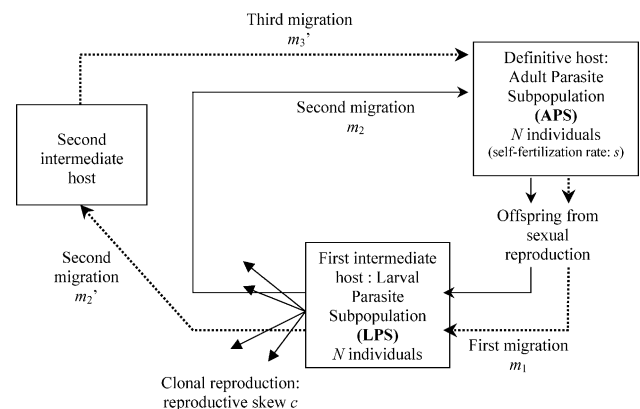 Third migration
m3’
Definitive host:
Adult Parasite
Subpopulation
(APS)
N individuals
(self-fertilization rate: s)
Second migration
m2
Second
intermediate
host
Offspring from
sexual
reproduction
Second
migration
m2’
First intermediate
host : Larval
Parasite
Subpopulation
(LPS)
N individuals
First migration
m1
Clonal reproduction:
reproductive skew c